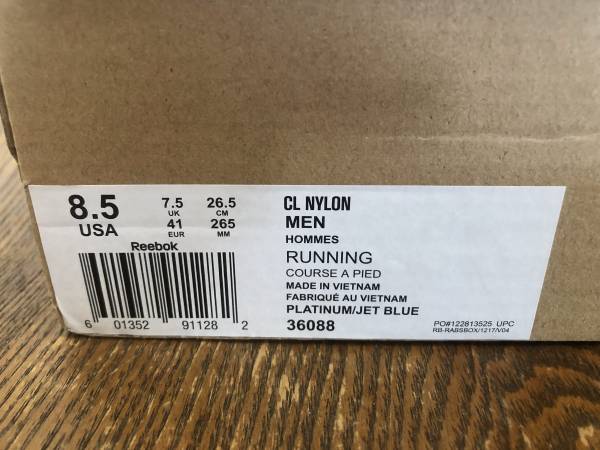 8.5
USA
7.5
UK
41
EUR
26.5
CM
265
MM
Reebok
6 01352 91128 2
CL NYLON
MEN
HOMMES
RUNNING
COURSE A PIED
MADE IN VIETNAM
FABRIQUÉ AU VIETNAM
PLATINUM/JET BLUE
36088
PO#122813525 UPC
RB-RABSBOX/1217/V04